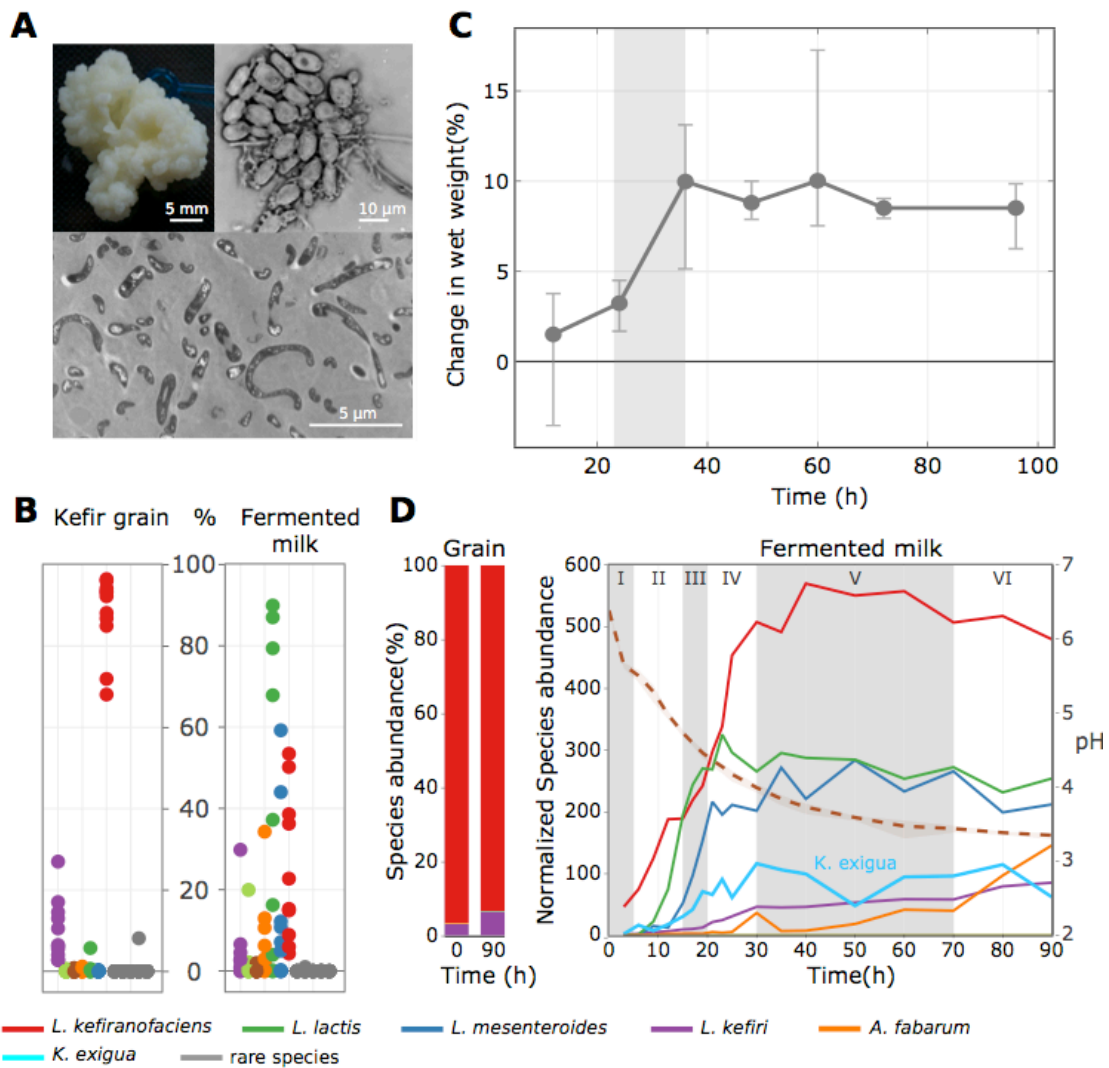 A
5 mm
10 µm
5 µm
C
Change in wet weight(%)
15
10
5
0
20 40 60 80 100
Time (h)
B
Kefir grain % Fermented milk
100
80
60
40
20
0
D
Grain
Species abundance(%)
100
80
60
40
20
0
0 90
Time (h)
Fermented milk
Normalized Species abundance
600
500
400
300
200
100
0
I II III IV V VI
K. exigua
7
6
5
4
3
2
pH
0 10 20 30 40 50 60 70 80 90
Time(h)
L. kefiranofaciens L. lactis L. mesenteroides L. kefiri A. fabarum
K. exigua rare species